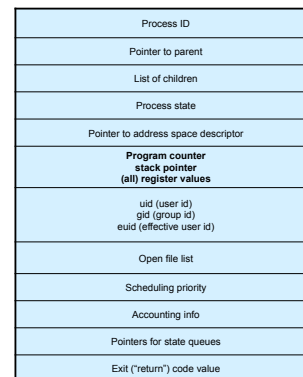 Process ID
Pointer to parent
List of children
Process state
Pointer to address space descriptor
Program counter
stack pointer
(all) register values
uid (user id)
gid (group id)
euid (effective user id)
Open file list
Scheduling priority
Accounting info
Pointers for state queues
Exit ("return") code value